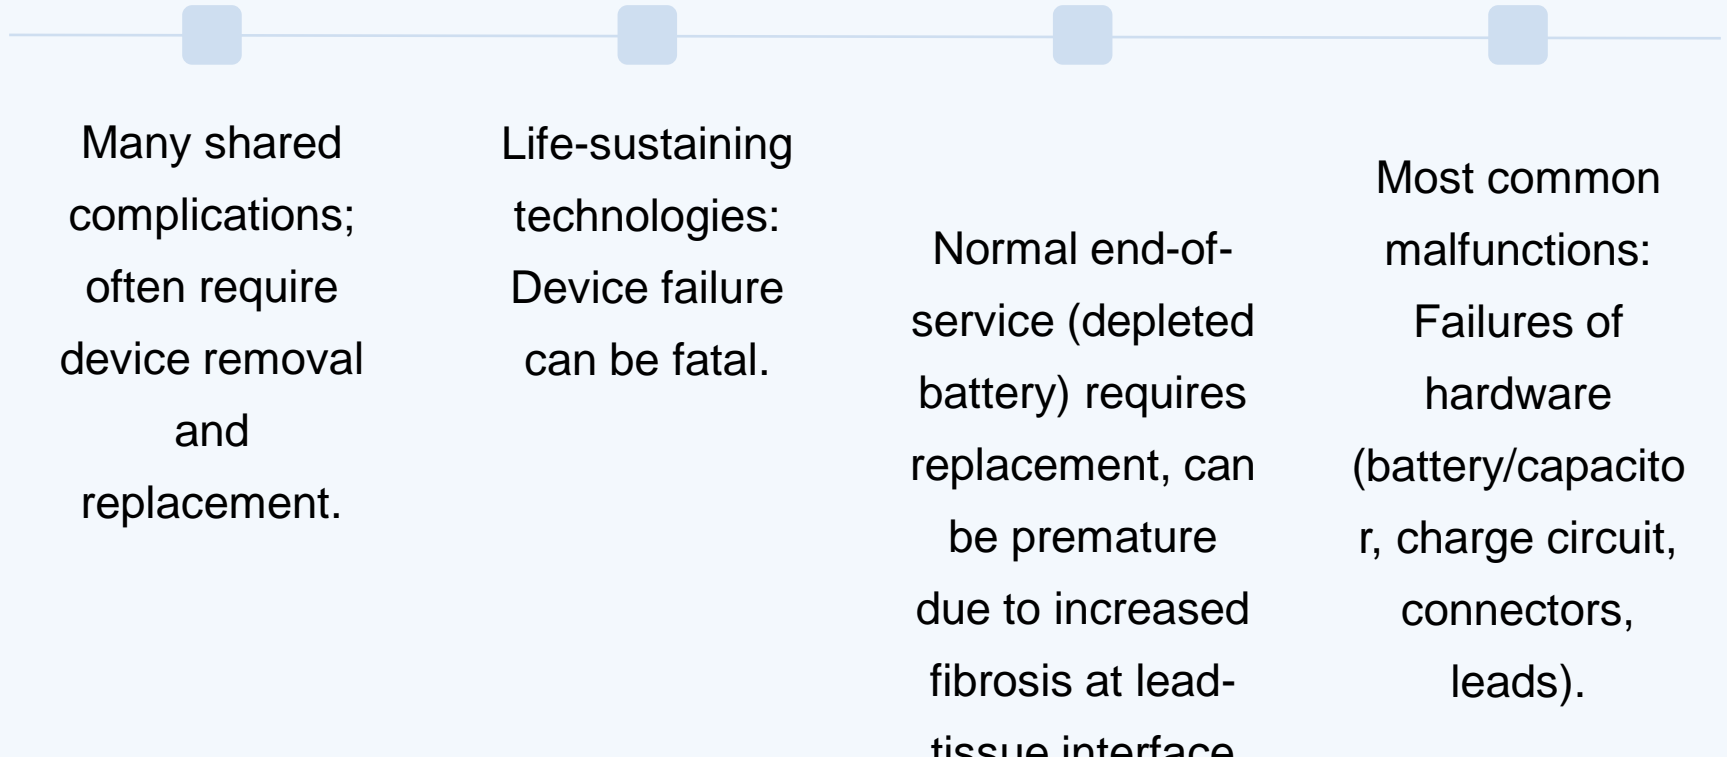 Many shared
complications;
often require
device removal
and
replacement.
Life-sustaining
technologies:
Device failure
can be fatal.
Normal end-of-
service (depleted
battery) requires
replacement, can
be premature
due to increased
fibrosis at lead-
tissue interface
Most common
malfunctions:
Failures of
hardware
(battery/capacito
r, charge circuit,
connectors,
leads).